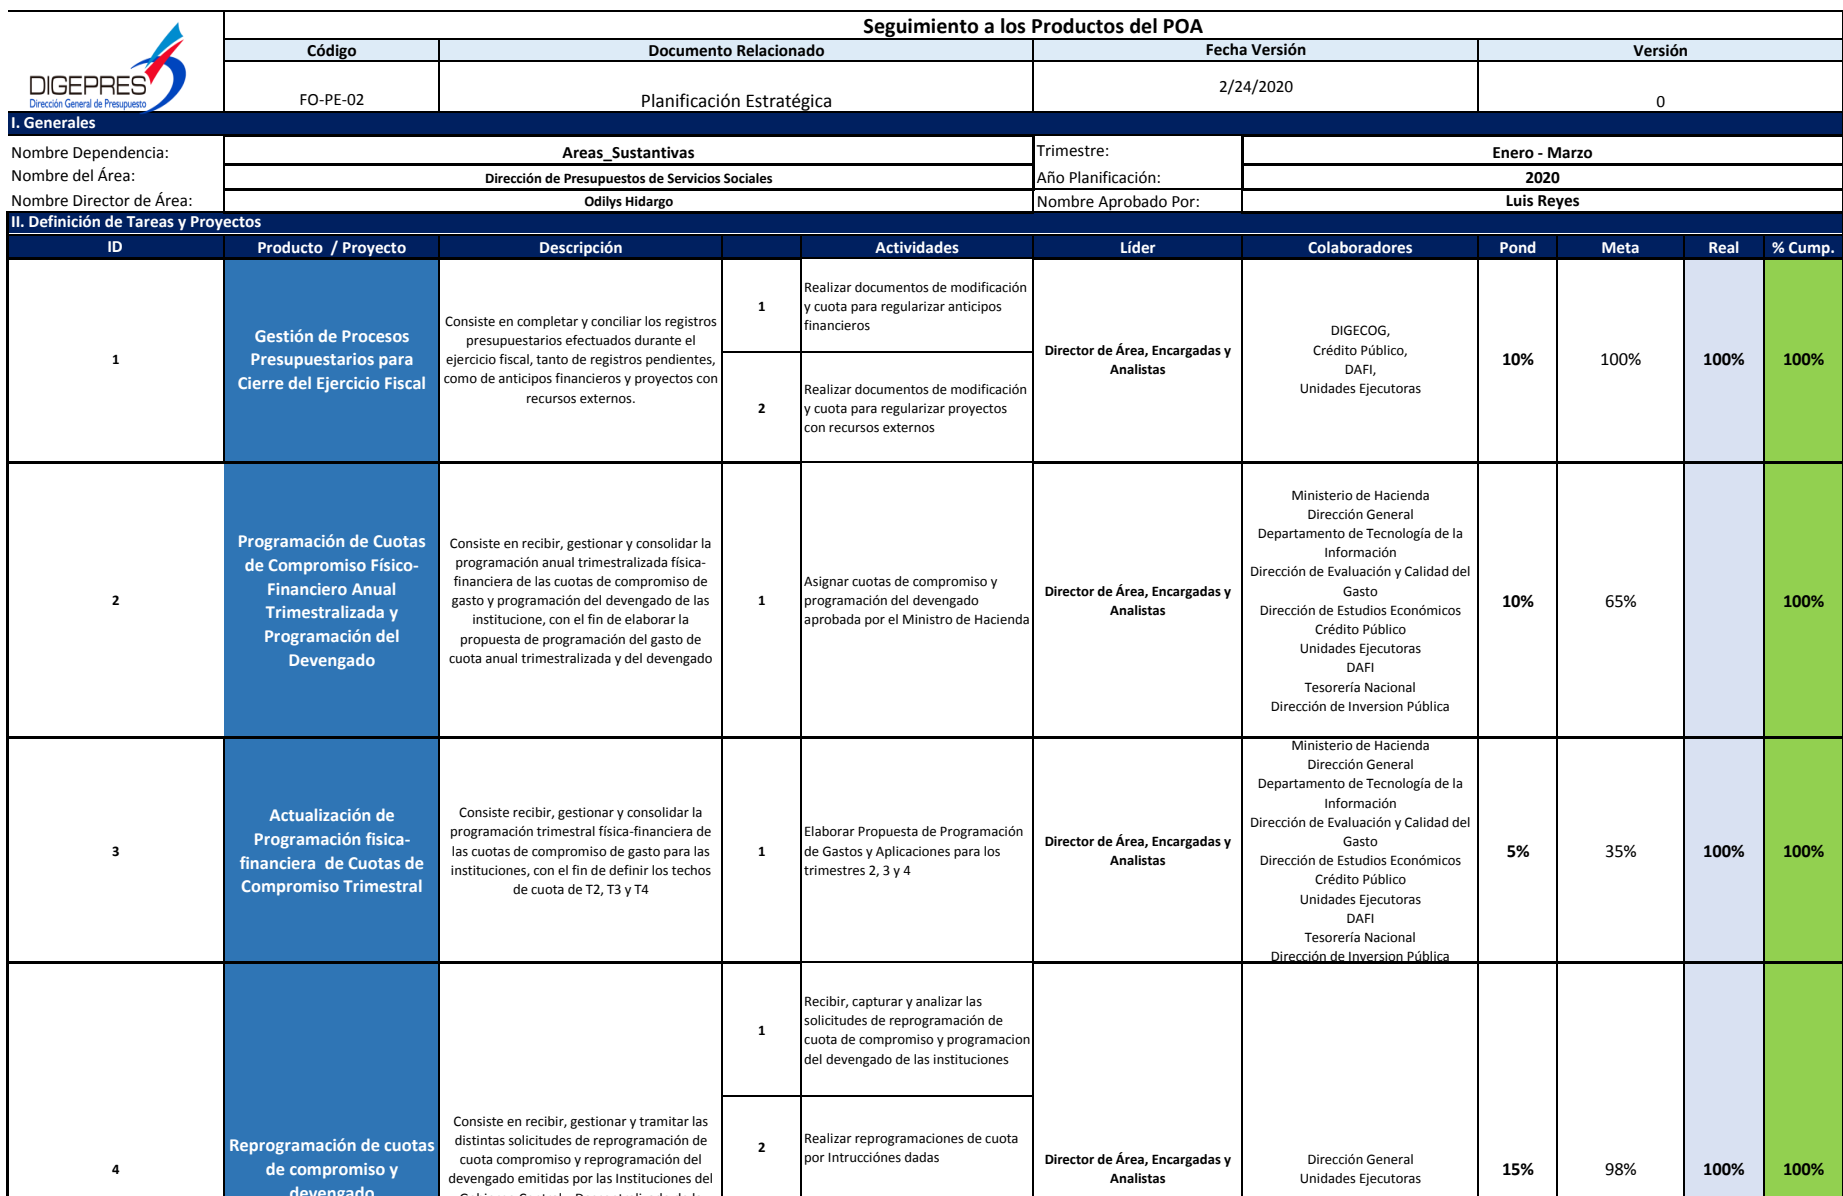 Seguimiento a los Productos del POA
DIGEPRES
Dirección General de Presupuesto
Código
Documento Relacionado
Fecha Versión
Versión
FO-PE-02
Planificación Estratégica
2/24/2020
0
I. Generales
Nombre Dependencia:
Areas_Sustantivas
Trimestre:
Enero - Marzo
Nombre del Área:
Dirección de Presupuestos de Servicios Sociales
Año Planificación:
2020
Nombre Director de Área:
Odilys Hidargo
Nombre Aprobado Por:
Luis Reyes
II. Definición de Tareas y Proyectos
ID
Producto / Proyecto
Descripción
Actividades
Líder
Colaboradores
Pond
Meta
Real
% Cump.
1
Gestión de Procesos
Presupuestarios para
Cierre del Ejercicio Fiscal
Consiste en completar y conciliar los registros
presupuestarios efectuados durante el
ejercicio fiscal, tanto de registros pendientes,
como de anticipos financieros y proyectos con
recursos externos.
1
Realizar documentos de modificación
y cuota para regularizar anticipos
financieros
2
Realizar documentos de modificación
y cuota para regularizar proyectos
con recursos externos
Director de Área, Encargadas y
Analistas
DIGECOG,
Crédito Público,
DAFI,
Unidades Ejecutoras
10%
100%
100%
100%
2
Programación de Cuotas
de Compromiso Físico-
Financiero Anual
Trimestralizada y
Programación del
Devengado
Consiste en recibir, gestionar y consolidar la
programación anual trimestralizada física-
financiera de las cuotas de compromiso de
gasto y programación del devengado de las
institucione, con el fin de elaborar la
propuesta de programación del gasto de
cuota anual trimestralizada y del devengado
1
Asignar cuotas de compromiso y
programación del devengado
aprobada por el Ministro de Hacienda
Director de Área, Encargadas y
Analistas
Ministerio de Hacienda
Dirección General
Departamento de Tecnología de la
Información
Dirección de Evaluación y Calidad del
Gasto
Dirección de Estudios Económicos
Crédito Público
Unidades Ejecutoras
DAFI
Tesorería Nacional
Dirección de Inversion Pública
10%
65%
100%
3
Actualización de
Programación fisica-
financiera de Cuotas de
Compromiso Trimestral
Consiste recibir, gestionar y consolidar la
programación trimestral física-financiera de
las cuotas de compromiso de gasto para las
instituciones, con el fin de definir los techos
de cuota de T2, T3 y T4
1
Elaborar Propuesta de Programación
de Gastos y Aplicaciones para los
trimestres 2, 3 y 4
Director de Área, Encargadas y
Analistas
Ministerio de Hacienda
Dirección General
Departamento de Tecnología de la
Información
Dirección de Evaluación y Calidad del
Gasto
Dirección de Estudios Económicos
Crédito Público
Unidades Ejecutoras
DAFI
Tesorería Nacional
Dirección de Inversion Pública
5%
35%
100%
100%
4
Reprogramación de cuotas
de compromiso y
devengado
Consiste en recibir, gestionar y tramitar las
distintas solicitudes de reprogramación de
cuota compromiso y reprogramación del
devengado emitidas por las Instituciones del
1
Recibir, capturar y analizar las
solicitudes de reprogramación de
cuota de compromiso y programacion
del devengado de las instituciones
2
Realizar reprogramaciones de cuota
por Intrucciónes dadas
Director de Área, Encargadas y
Analistas
Dirección General
Unidades Ejecutoras
15%
98%
100%
100%